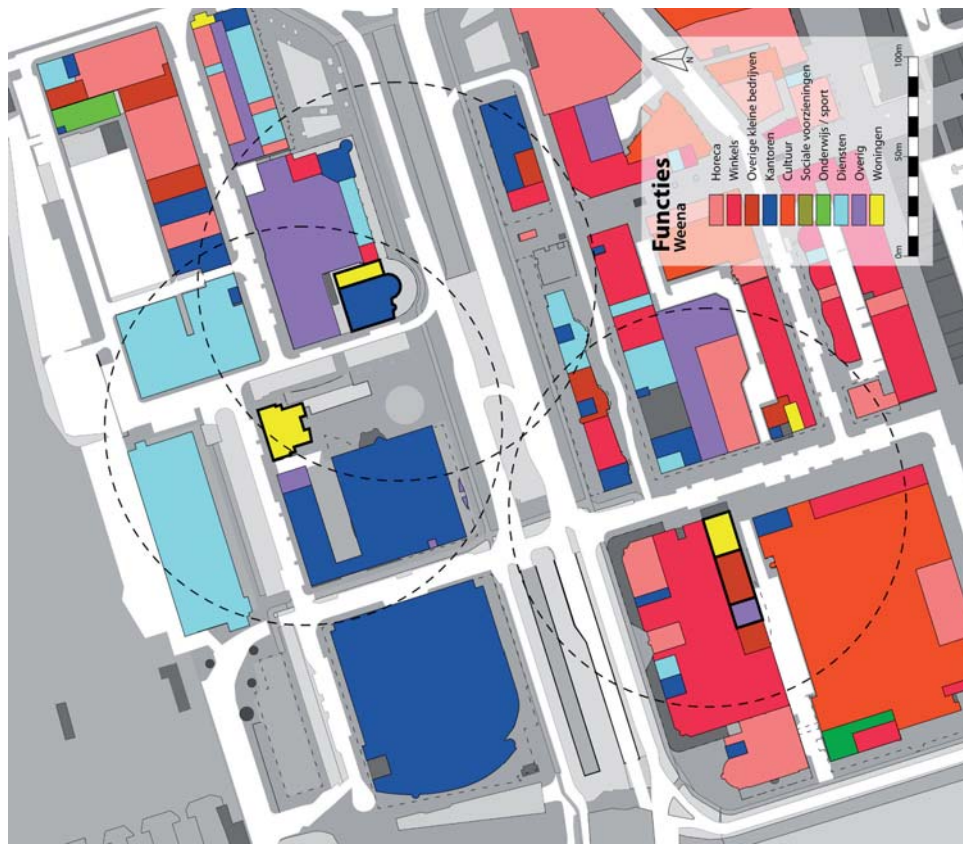 Functies
Weena
Horeca
Winkels
Overige kleine bedrijven
Kantoren
Cultuur
Sociale voorzieningen
Onderwijs / sport
Diensten
Overig
Woningen
N
0m
50m
100m